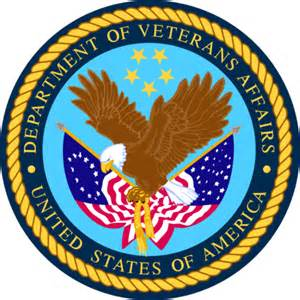 DEPARTMENT OF VETERANS AFFAIRS
UNITED STATES OF AMERICA